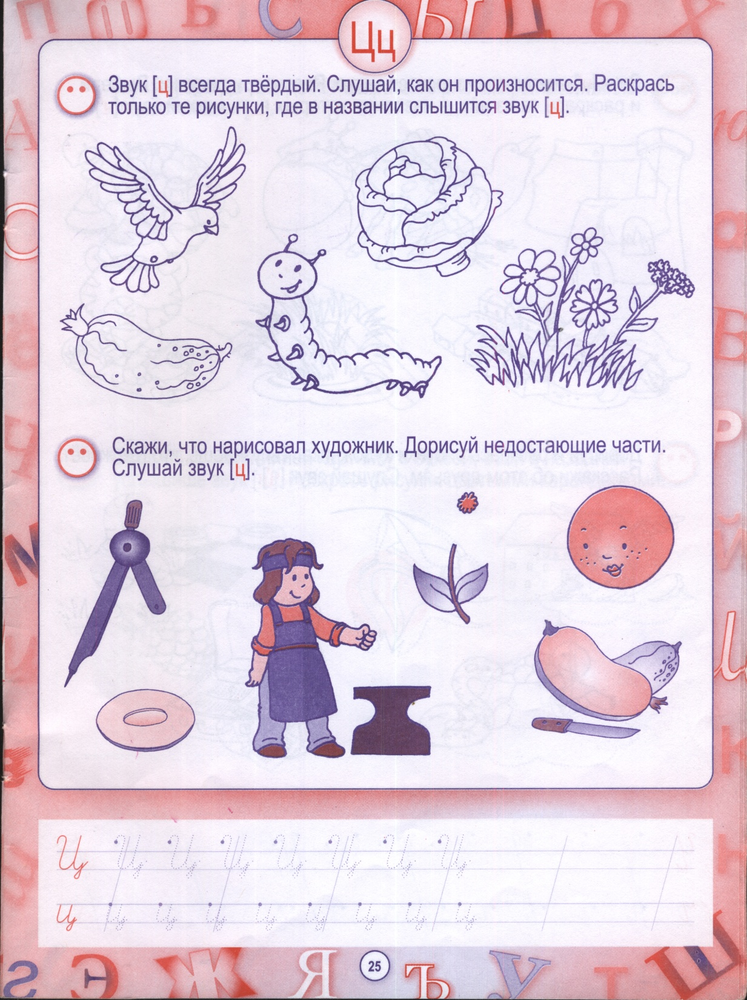 Цц
Звук [ц] всегда твёрдый. Слушай, как он произносится. Раскрась
только те рисунки, где в названии слышится звук [ц].
Скажи, что нарисовал художник. Дорисуй недостающие части.
Слушай звук [ц].
Ц Ц Ц Ц Ц Ц Ц Ц
ц ц ц ц ц ц ц ц ц
25